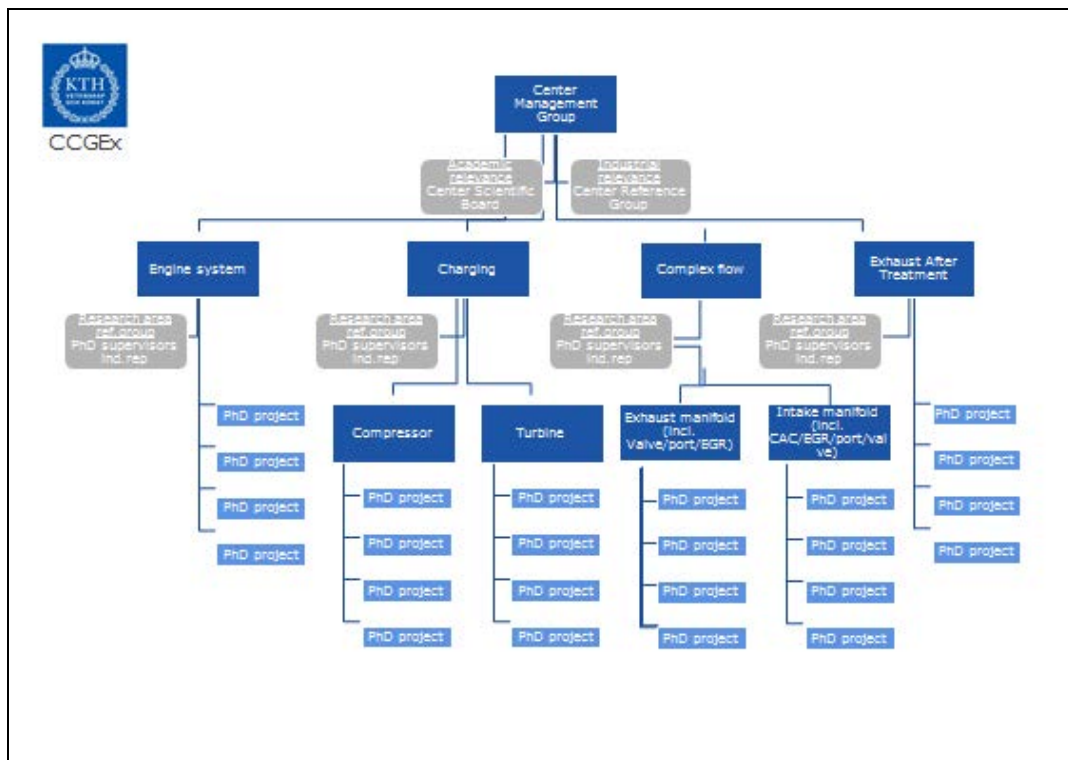 KTH
VETENSKAP
OCH KONST
CCGEx
Center
Management
Group
Academic
relevance
Center Scientific
Board
Industrial
relevance
Center Reference
Group
Engine system
Charging
Complex flow
Exhaust After
Treatment
Research area
ref.group
PhD supervisors
Ind.rep
Research area
ref.group
PhD supervisors
Ind.rep
Research area
ref.group
PhD supervisors
Ind.rep
Research area
ref.group
PhD supervisors
Ind.rep
PhD project
PhD project
PhD project
PhD project
Compressor
PhD project
PhD project
PhD project
PhD project
Turbine
PhD project
PhD project
PhD project
PhD project
Exhaust manifold
(incl.
Valve/port/EGR)
PhD project
PhD project
PhD project
PhD project
Intake manifold
(incl.
CAC/EGR/port/val
ve)
PhD project
PhD project
PhD project
PhD project
PhD project
PhD project
PhD project
PhD project